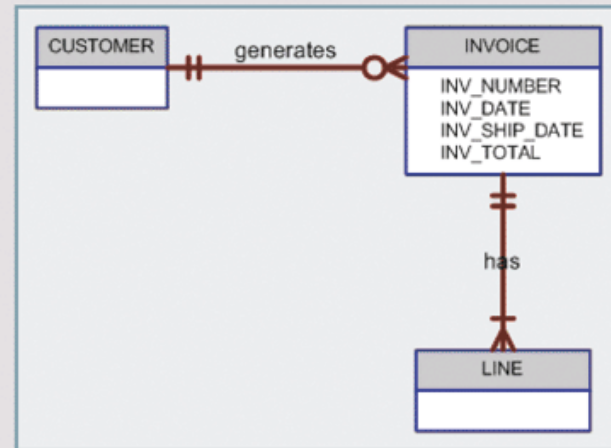 CUSTOMER
generates
INVOICE
INV_NUMBER
INV_DATE
INV_SHIP_DATE
INV_TOTAL
has
LINE